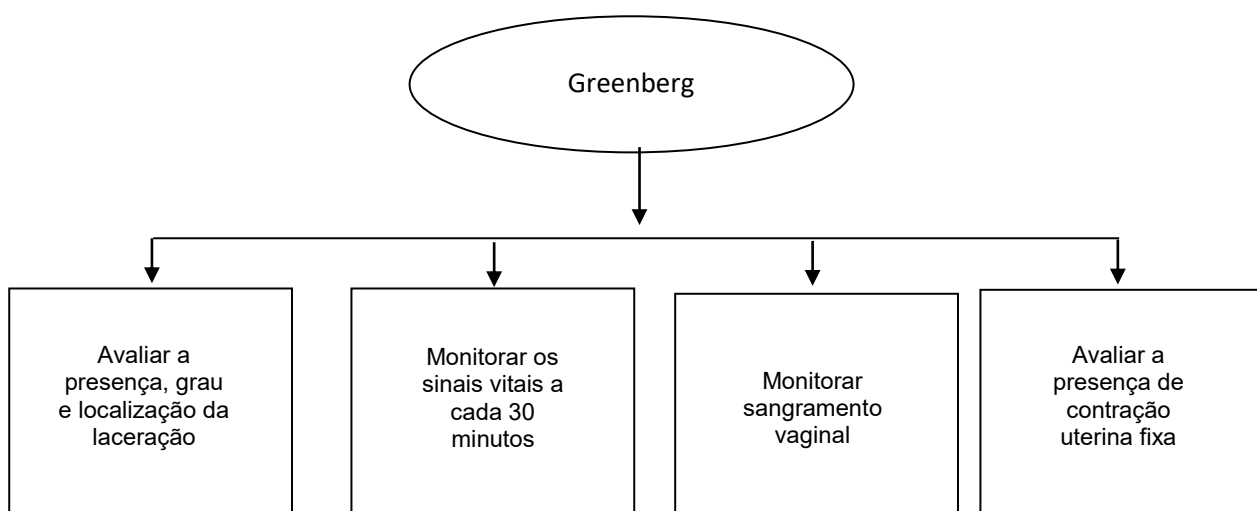 Greenberg
Avaliar a
presença, grau
e localização da
laceração
Monitorar os
sinais vitais a
cada 30
minutos
Monitorar
sangramento
vaginal
Avaliar a
presença de
contração
uterina fixa